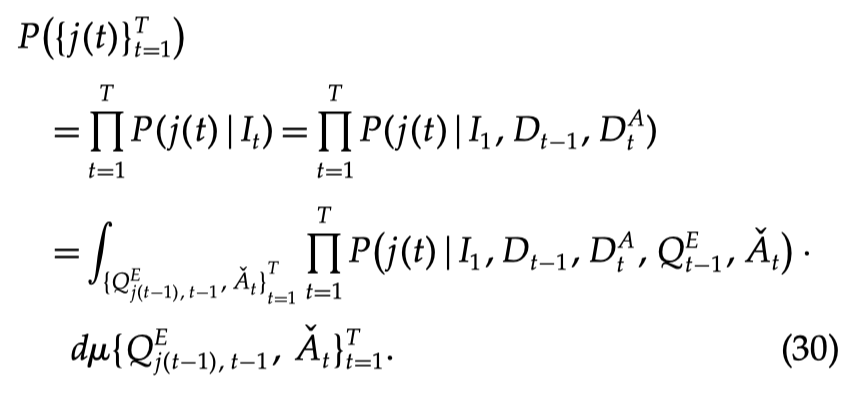 P({j(t)}_{t=1}^{T})
= ∏_{t=1}^{T} P(j(t) | I_t) = ∏_{t=1}^{T} P(j(t) | I_1, D_{t−1}, D_t^A)
= ∫_{{Q^E_{j(t−1), t−1}, Ǎ_t}_{t=1}^{T}} ∏_{t=1}^{T} P(j(t) | I_1, D_{t−1}, D_t^A, Q^E_{t−1}, Ǎ_t) ·
dμ{Q^E_{j(t−1), t−1}, Ǎ_t}_{t=1}^{T}. (30)